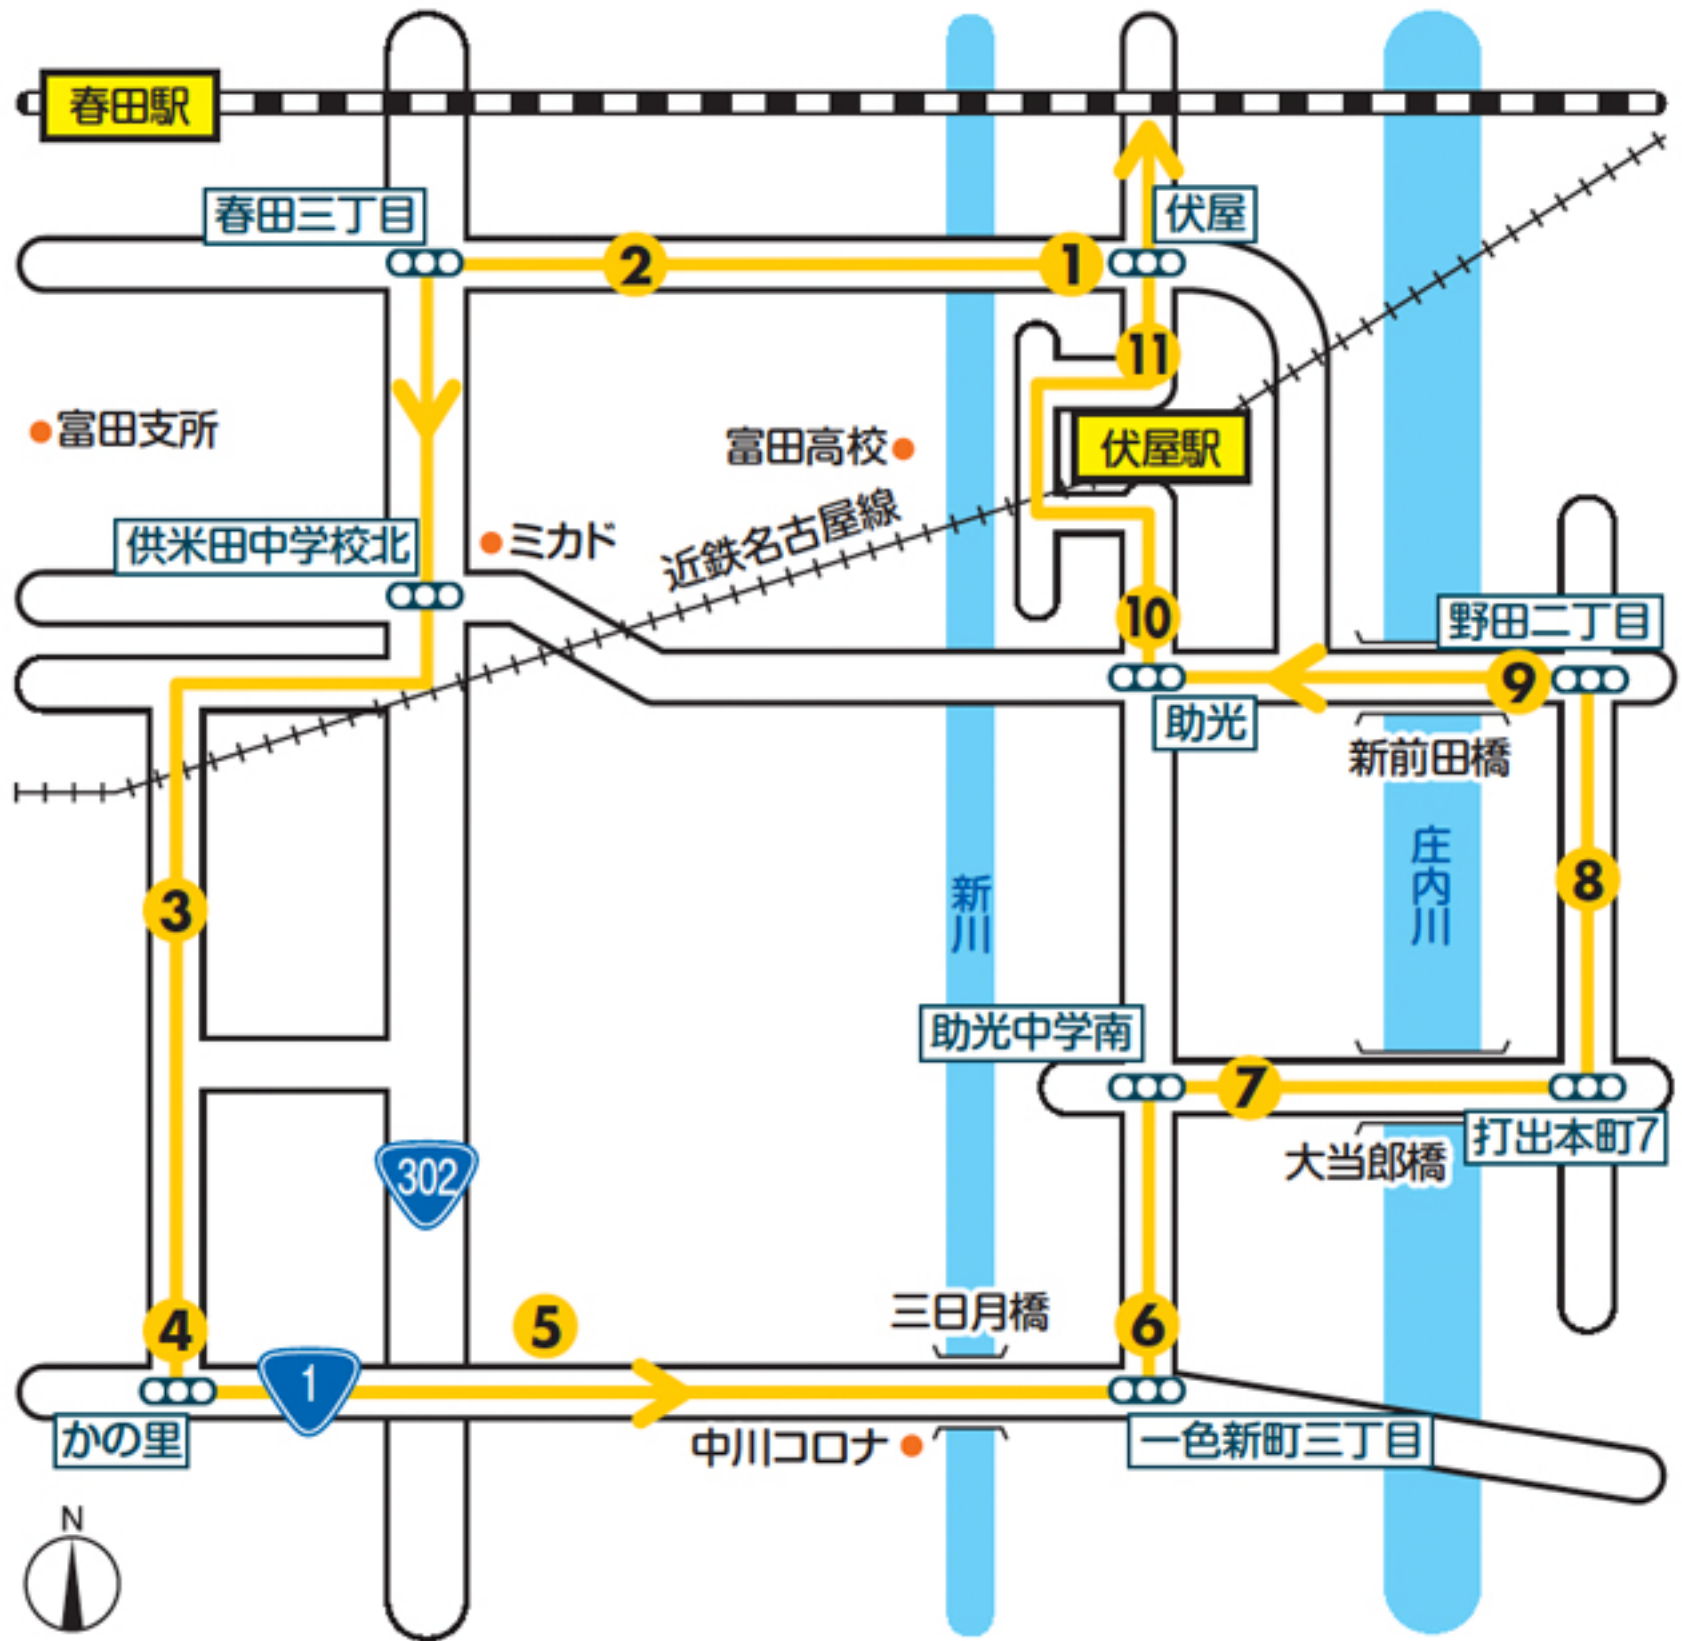 春田駅
春田三丁目
伏屋
2
1
11
富田支所
富田高校
伏屋駅
供米田中学校北
ミカド
近鉄名古屋線
10
野田二丁目
9
助光
新前田橋
3
新川
庄内川
8
助光中学南
7
打出本町7
大当郎橋
302
三日月橋
4
5
6
1
かの里
中川コロナ
一色新町三丁目
N